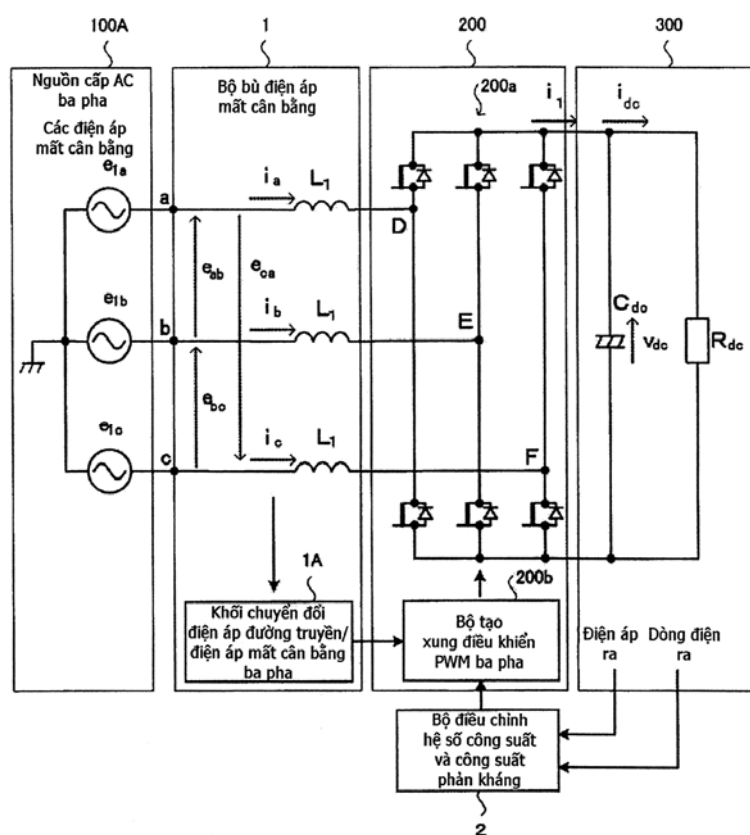 100A
1
200
300
Nguồn cấp AC
ba pha
Các điện áp
mất cân bằng
Bộ bù điện áp
mất cân bằng
200a
i1
idc
e1a
a
ia
L1
D
eab
eca
e1b
b
ib
L1
E
Cdc
vdc
Rdc
ebc
e1c
c
ic
L1
F
1A
200b
Khối chuyển đổi
điện áp đường truyền/
điện áp mất cân bằng
ba pha
Bộ tạo
xung điều khiển
PWM ba pha
Điện áp
ra
Dòng điện
ra
Bộ điều chỉnh
hệ số công suất
và công suất
phản kháng
2